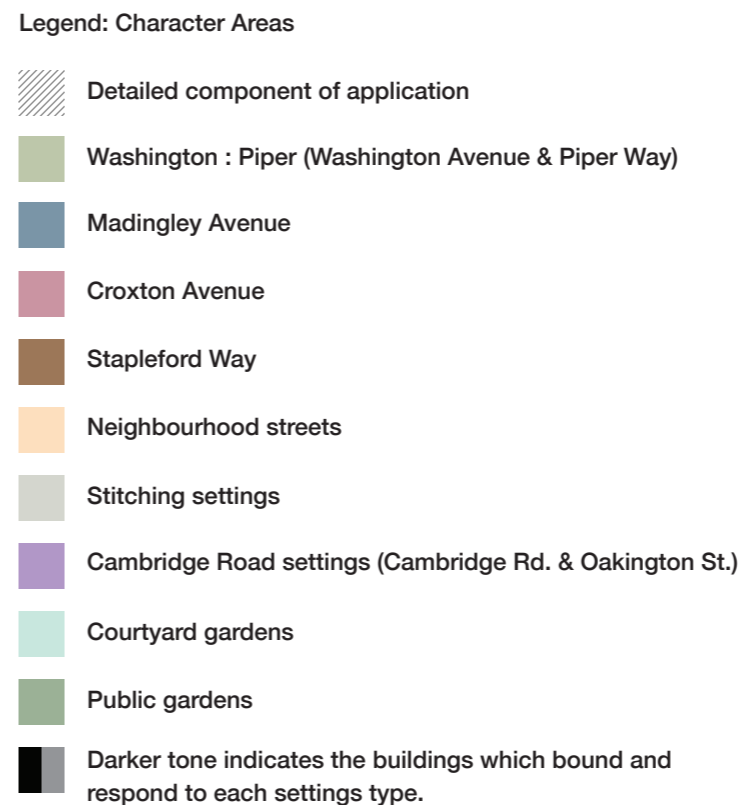 Legend: Character Areas
Detailed component of application
Washington : Piper (Washington Avenue & Piper Way)
Madingley Avenue
Croxton Avenue
Stapleford Way
Neighbourhood streets
Stitching settings
Cambridge Road settings (Cambridge Rd. & Oakington St.)
Courtyard gardens
Public gardens
Darker tone indicates the buildings which bound and
respond to each settings type.